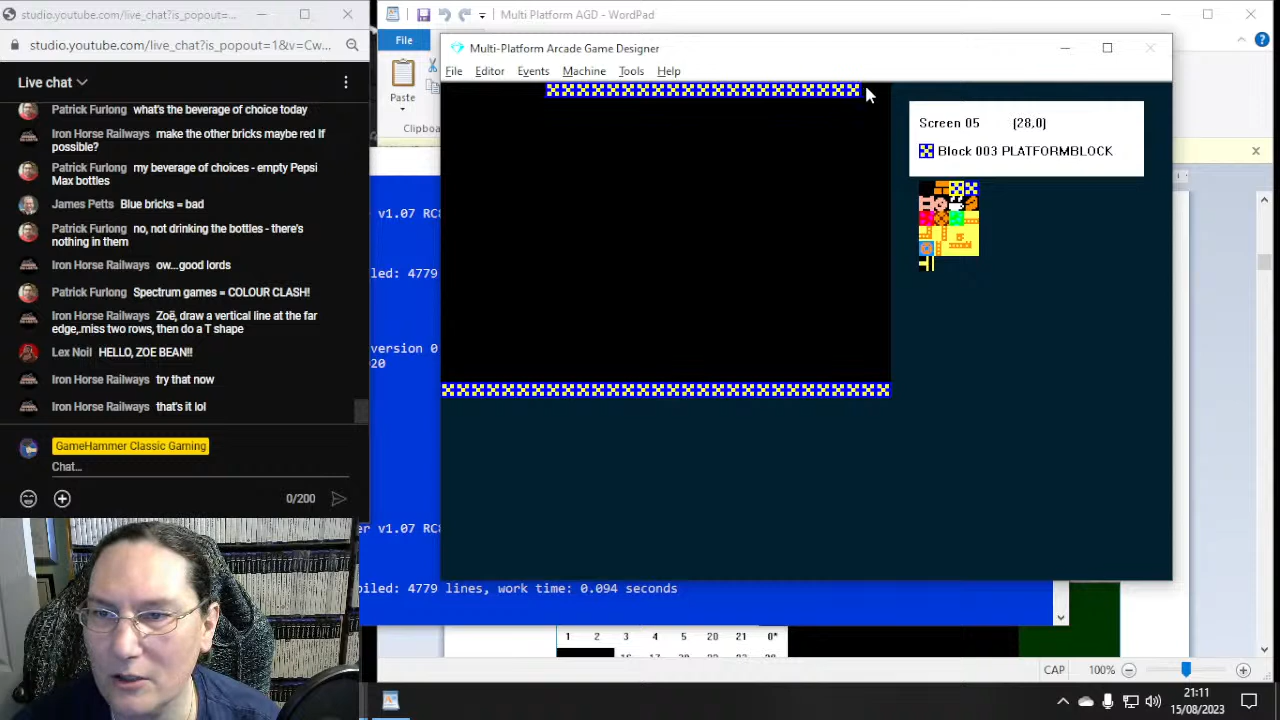 studio.youtube.com/live_chat?is_popout=...
studio.youtube.com/live_chat?is_popout=1&v=Cw...
Live chat
Patrick Furlong what's the beverage of choice today
Iron Horse Railways make the other bricks maybe red If
possible?
Patrick Furlong my beverage of choices - empty Pepsi
Max bottles
James Petts Blue bricks = bad
Patrick Furlong no, not drinking the bottles - there's
nothing in them
Iron Horse Railways ow...good lords
Patrick Furlong Spectrum games = COLOUR CLASH!
Iron Horse Railways Zoë, draw a vertical line at the far
edge,.miss two rows, then do a T shape
Lex Noil HELLO, ZOE BEAN!!!
Iron Horse Railways try that now
Iron Horse Railways that's it lol
GameHammer Classic Gaming
Chat...
0/200
Multi Platform AGD - WordPad
File
Paste
Clipbo
Multi-Platform Arcade Game Designer
File Editor Events Machine Tools Help
Screen 05 (28,0)
Block 003 PLATFORMBLOCK
v1.07 RC8
led: 4779
version 0
20
er v1.07 RC8
piled: 4779 lines, work time: 0.094 seconds
1 2 3 4 5 20 21 0*
CAP 100%
21:11
15/08/2023